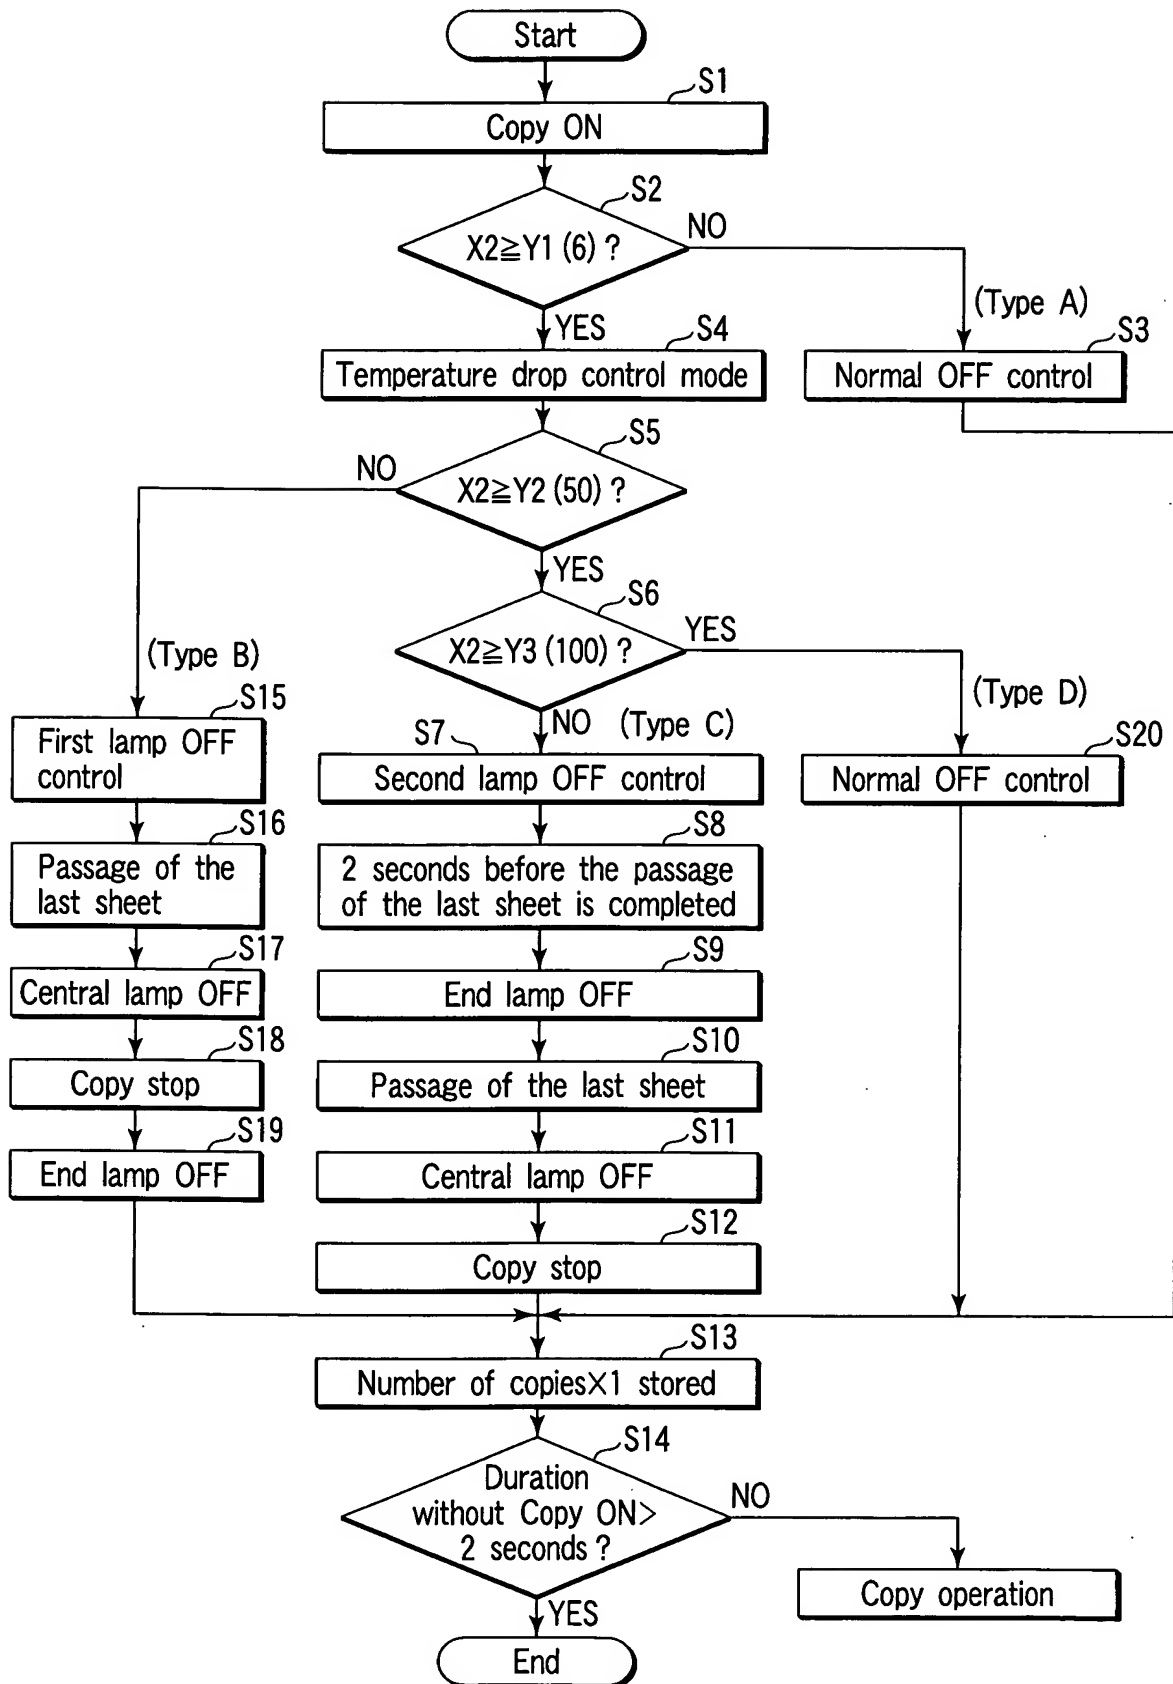 Start
S1
Copy ON
S2
X2≧Y1 (6) ?
NO
YES
(Type A)
S4
Temperature drop control mode
S3
Normal OFF control
S5
NO
X2≧Y2 (50) ?
YES
S6
X2≧Y3 (100) ?
YES
(Type B)
(Type D)
NO (Type C)
S15
First lamp OFF
control
S7
Second lamp OFF control
S20
Normal OFF control
S16
Passage of the
last sheet
S8
2 seconds before the passage
of the last sheet is completed
S17
Central lamp OFF
S9
End lamp OFF
S18
Copy stop
S10
Passage of the last sheet
S19
End lamp OFF
S11
Central lamp OFF
S12
Copy stop
S13
Number of copies×1 stored
S14
Duration
without Copy ON>
2 seconds ?
NO
YES
Copy operation
End